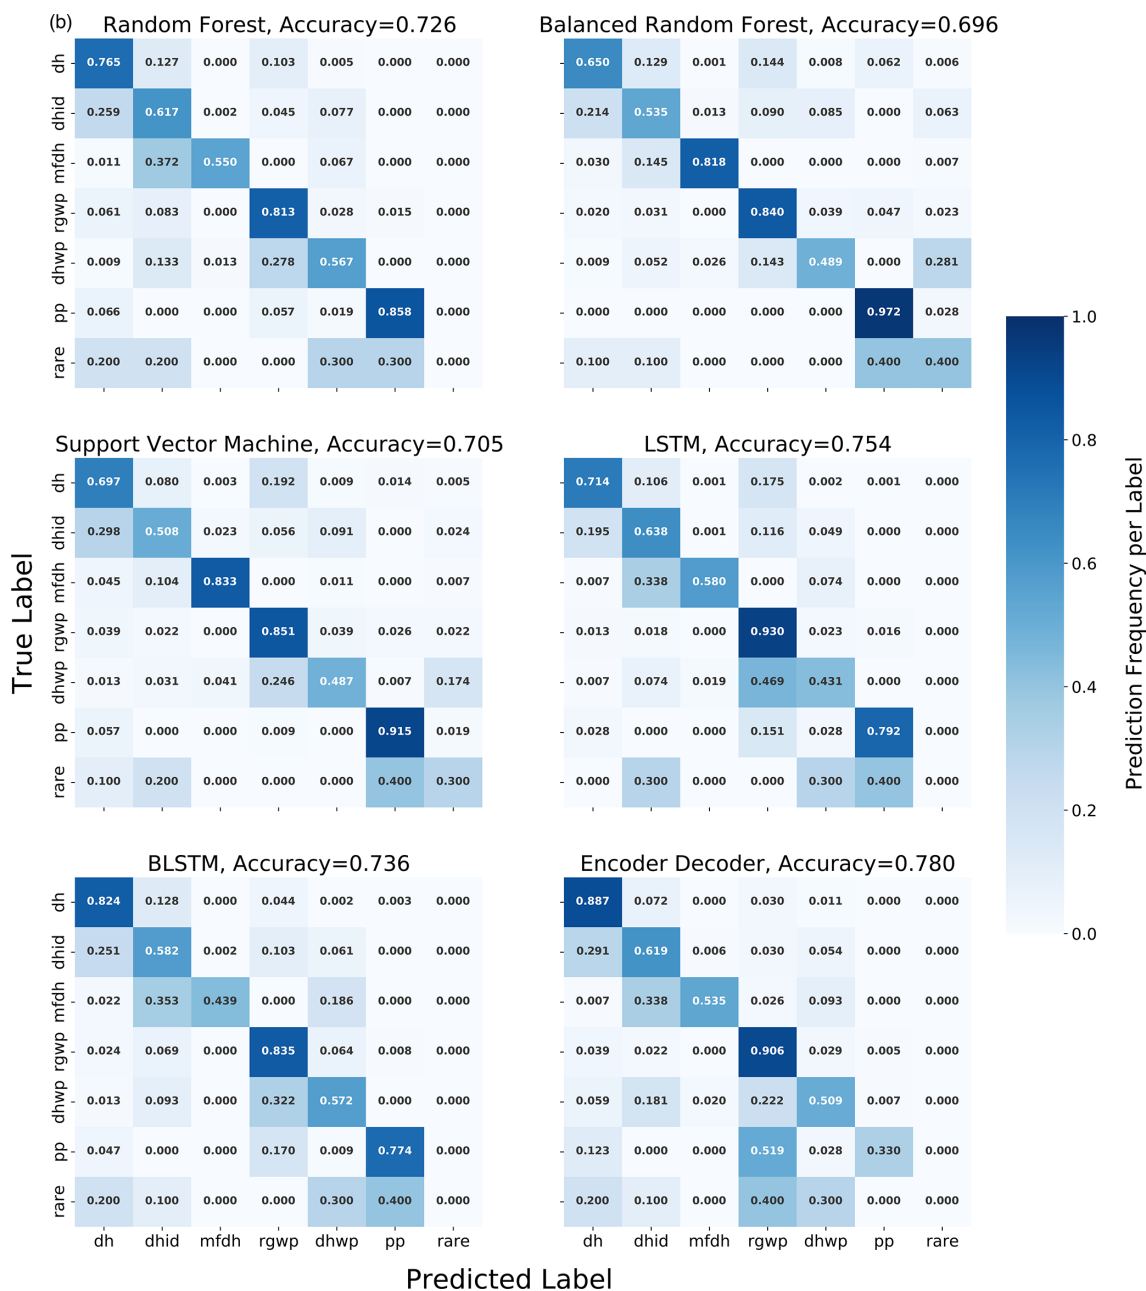 (b)
Random Forest, Accuracy=0.726
Balanced Random Forest, Accuracy=0.696
dh 0.765 0.127 0.000 0.103 0.005 0.000 0.000
0.650 0.129 0.001 0.144 0.008 0.062 0.006
dhid 0.259 0.617 0.002 0.045 0.077 0.000 0.000
0.214 0.535 0.013 0.090 0.085 0.000 0.063
mfdh 0.011 0.372 0.550 0.000 0.067 0.000 0.000
0.030 0.145 0.818 0.000 0.000 0.000 0.007
rgwp 0.061 0.083 0.000 0.813 0.028 0.015 0.000
0.020 0.031 0.000 0.840 0.039 0.047 0.023
dhwp 0.009 0.133 0.013 0.278 0.567 0.000 0.000
0.009 0.052 0.026 0.143 0.489 0.000 0.281
pp 0.066 0.000 0.000 0.057 0.019 0.858 0.000
0.000 0.000 0.000 0.000 0.000 0.972 0.028
rare 0.200 0.200 0.000 0.000 0.300 0.300 0.000
0.100 0.100 0.000 0.000 0.000 0.400 0.400
Support Vector Machine, Accuracy=0.705
LSTM, Accuracy=0.754
dh 0.697 0.080 0.003 0.192 0.009 0.014 0.005
0.714 0.106 0.001 0.175 0.002 0.001 0.000
dhid 0.298 0.508 0.023 0.056 0.091 0.000 0.024
0.195 0.638 0.001 0.116 0.049 0.000 0.000
mfdh 0.045 0.104 0.833 0.000 0.011 0.000 0.007
0.007 0.338 0.580 0.000 0.074 0.000 0.000
rgwp 0.039 0.022 0.000 0.851 0.039 0.026 0.022
0.013 0.018 0.000 0.930 0.023 0.016 0.000
dhwp 0.013 0.031 0.041 0.246 0.487 0.007 0.174
0.007 0.074 0.019 0.469 0.431 0.000 0.000
pp 0.057 0.000 0.000 0.009 0.000 0.915 0.019
0.028 0.000 0.000 0.151 0.028 0.792 0.000
rare 0.100 0.200 0.000 0.000 0.000 0.400 0.300
0.000 0.300 0.000 0.000 0.300 0.400 0.000
BLSTM, Accuracy=0.736
Encoder Decoder, Accuracy=0.780
dh 0.824 0.128 0.000 0.044 0.002 0.003 0.000
0.887 0.072 0.000 0.030 0.011 0.000 0.000
dhid 0.251 0.582 0.002 0.103 0.061 0.000 0.000
0.291 0.619 0.006 0.030 0.054 0.000 0.000
mfdh 0.022 0.353 0.439 0.000 0.186 0.000 0.000
0.007 0.338 0.535 0.026 0.093 0.000 0.000
rgwp 0.024 0.069 0.000 0.835 0.064 0.008 0.000
0.039 0.022 0.000 0.906 0.029 0.005 0.000
dhwp 0.013 0.093 0.000 0.322 0.572 0.000 0.000
0.059 0.181 0.020 0.222 0.509 0.007 0.000
pp 0.047 0.000 0.000 0.170 0.009 0.774 0.000
0.123 0.000 0.000 0.519 0.028 0.330 0.000
rare 0.200 0.100 0.000 0.000 0.300 0.400 0.000
0.200 0.100 0.000 0.400 0.300 0.000 0.000
dh dhid mfdh rgwp dhwp pp rare
dh dhid mfdh rgwp dhwp pp rare
True Label
Predicted Label
1.0
0.8
0.6
0.4
0.2
0.0
Prediction Frequency per Label